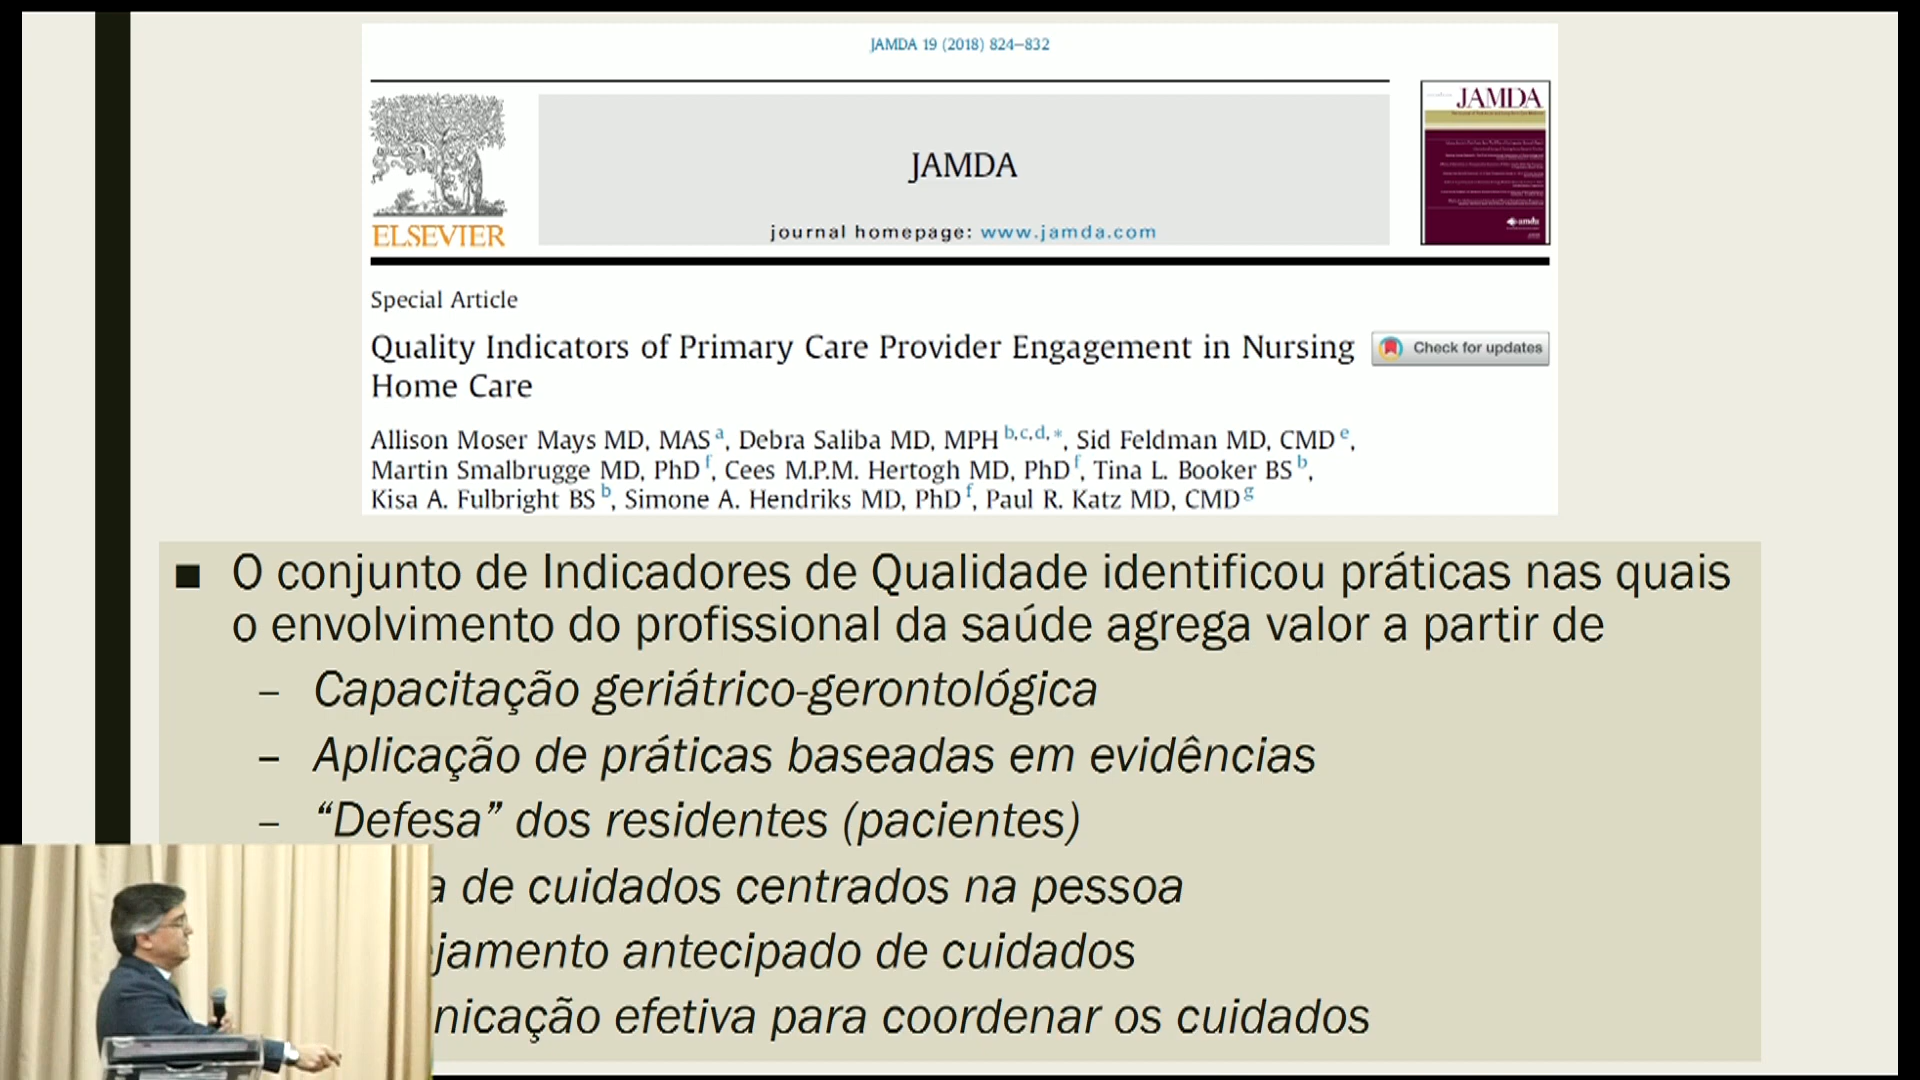 JAMDA 19 (2018) 824–832
ELSEVIER
JAMDA
journal homepage: www.jamda.com
JAMDA
amda
Special Article
Quality Indicators of Primary Care Provider Engagement in Nursing
Home Care
Check for updates
Allison Moser Mays MD, MAS a, Debra Saliba MD, MPH b,c,d,*, Sid Feldman MD, CMD e,
Martin Smalbrugge MD, PhD f, Cees M.P.M. Hertogh MD, PhD f, Tina L. Booker BS b,
Kisa A. Fulbright BS b, Simone A. Hendriks MD, PhD f, Paul R. Katz MD, CMD g
■ O conjunto de Indicadores de Qualidade identificou práticas nas quais
o envolvimento do profissional da saúde agrega valor a partir de
– Capacitação geriátrico-gerontológica
– Aplicação de práticas baseadas em evidências
– “Defesa” dos residentes (pacientes)
a de cuidados centrados na pessoa
jamento antecipado de cuidados
nicação efetiva para coordenar os cuidados